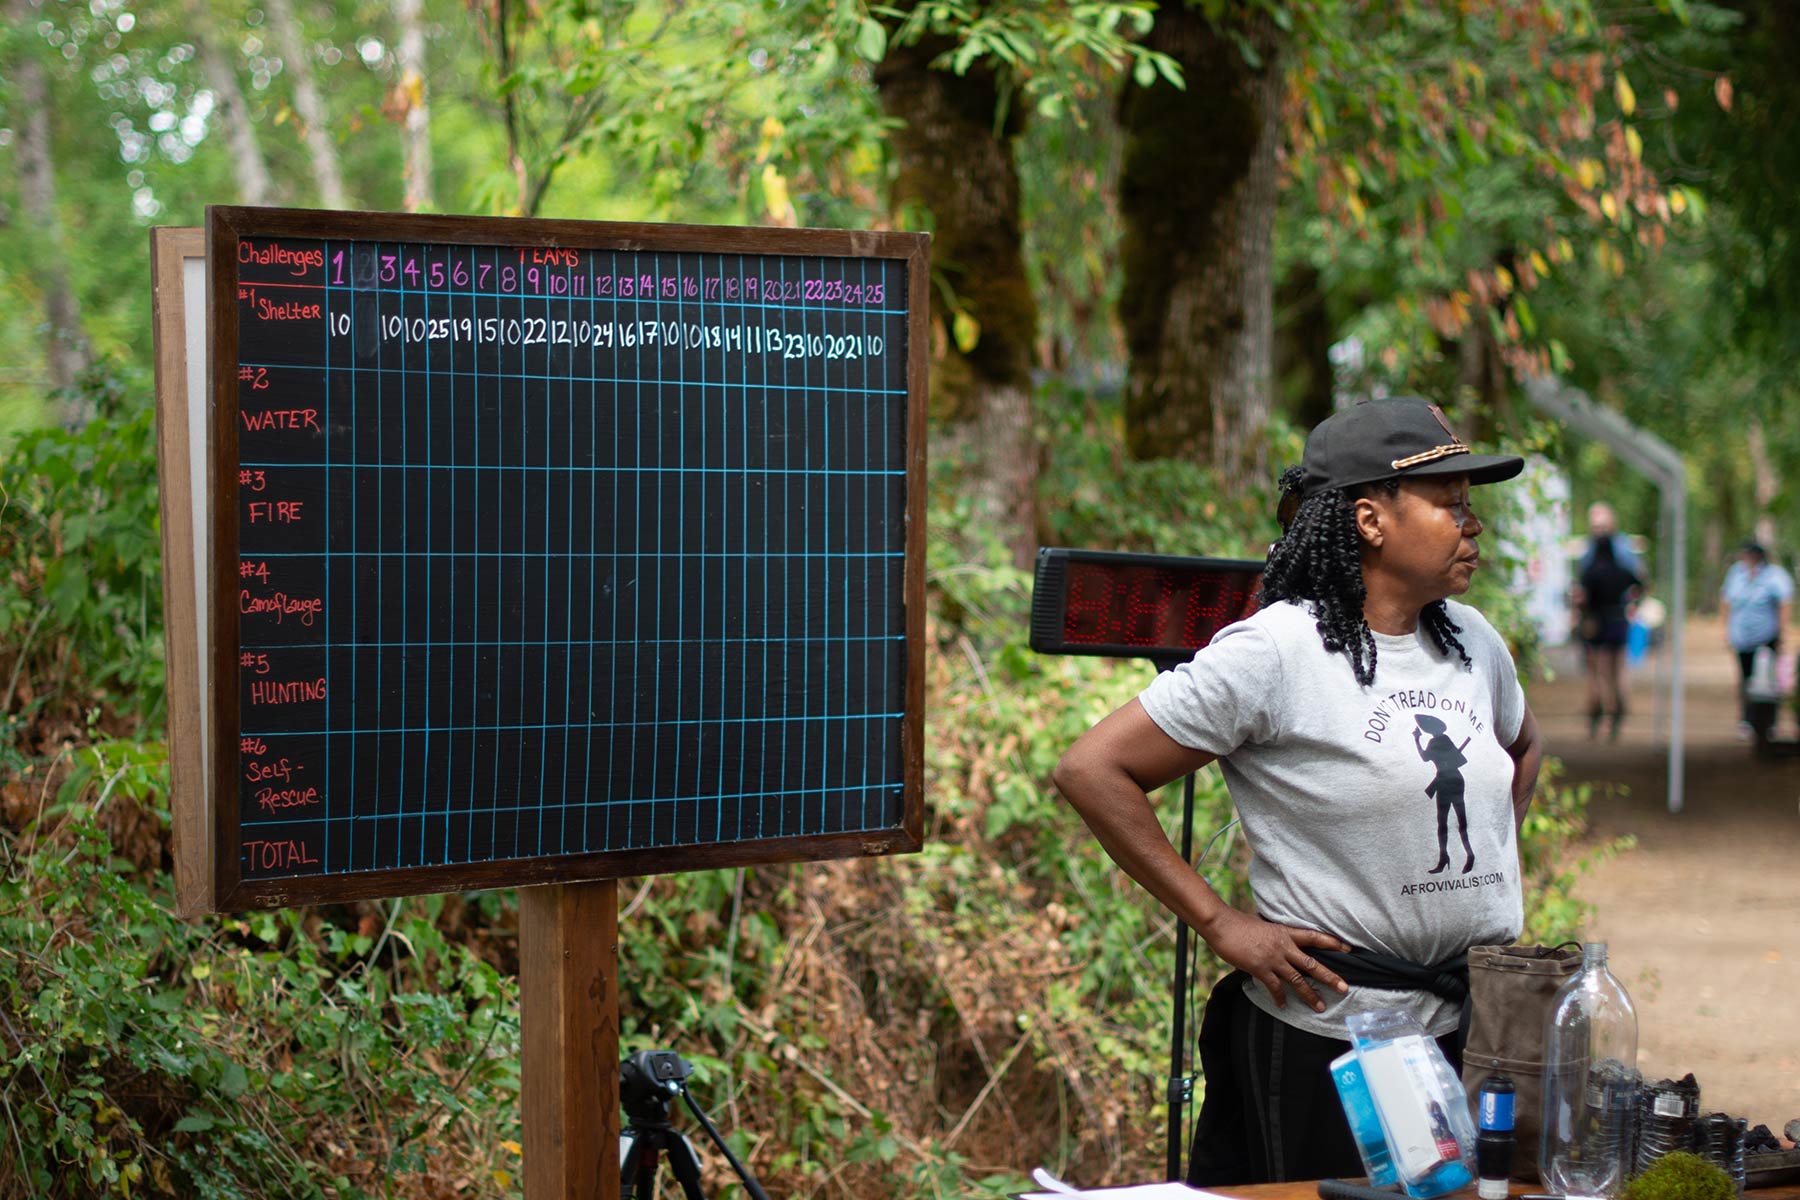 Challenges
TEAMS
1 2 3 4 5 6 7 8 9 10 11 12 13 14 15 16 17 18 19 20 21 22 23 24 25
#1 Shelter
10 10 10 25 19 15 10 22 12 10 24 16 17 10 10 18 14 11 13 23 10 20 21 10
#2
WATER
#3
FIRE
#4
Camoflauge
#5
HUNTING
#6
Self-
Rescue
TOTAL
DON'T TREAD ON ME
AFROVIVALIST.COM